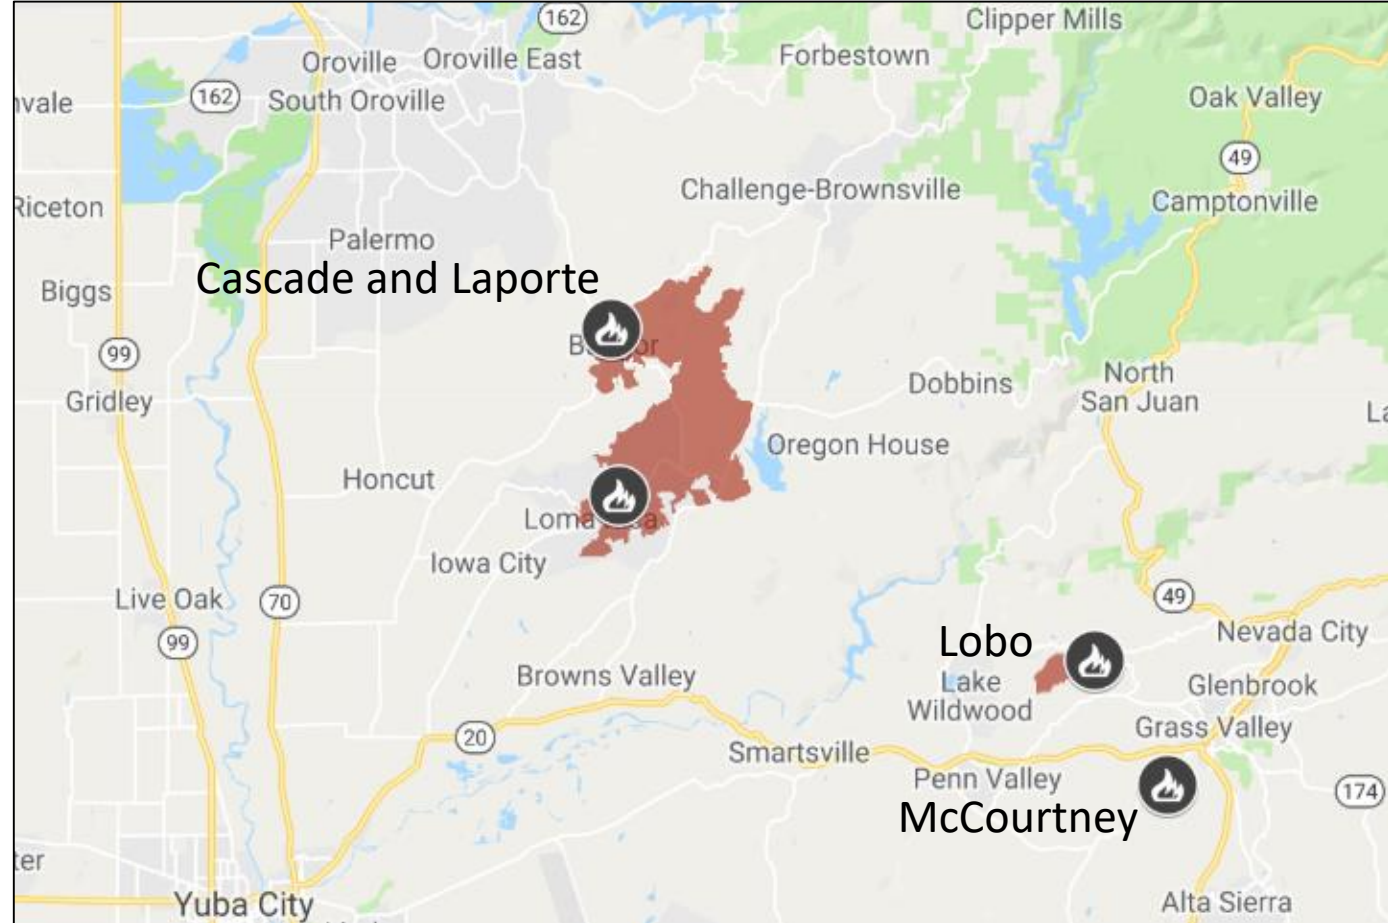 162
Clipper Mills
Oroville
Oroville East
Forbestown
162
South Oroville
Oak Valley
49
Challenge-Brownsville
Camptonville
Riceton
Palermo
Cascade and Laporte
Biggs
99
Gridley
Dobbins
North
San Juan
Oregon House
Honcut
Iowa City
Live Oak
70
49
99
Nevada City
Lobo
Browns Valley
Lake
Wildwood
Glenbrook
20
Grass Valley
Smartsville
Penn Valley
174
McCourtney
Yuba City
Alta Sierra